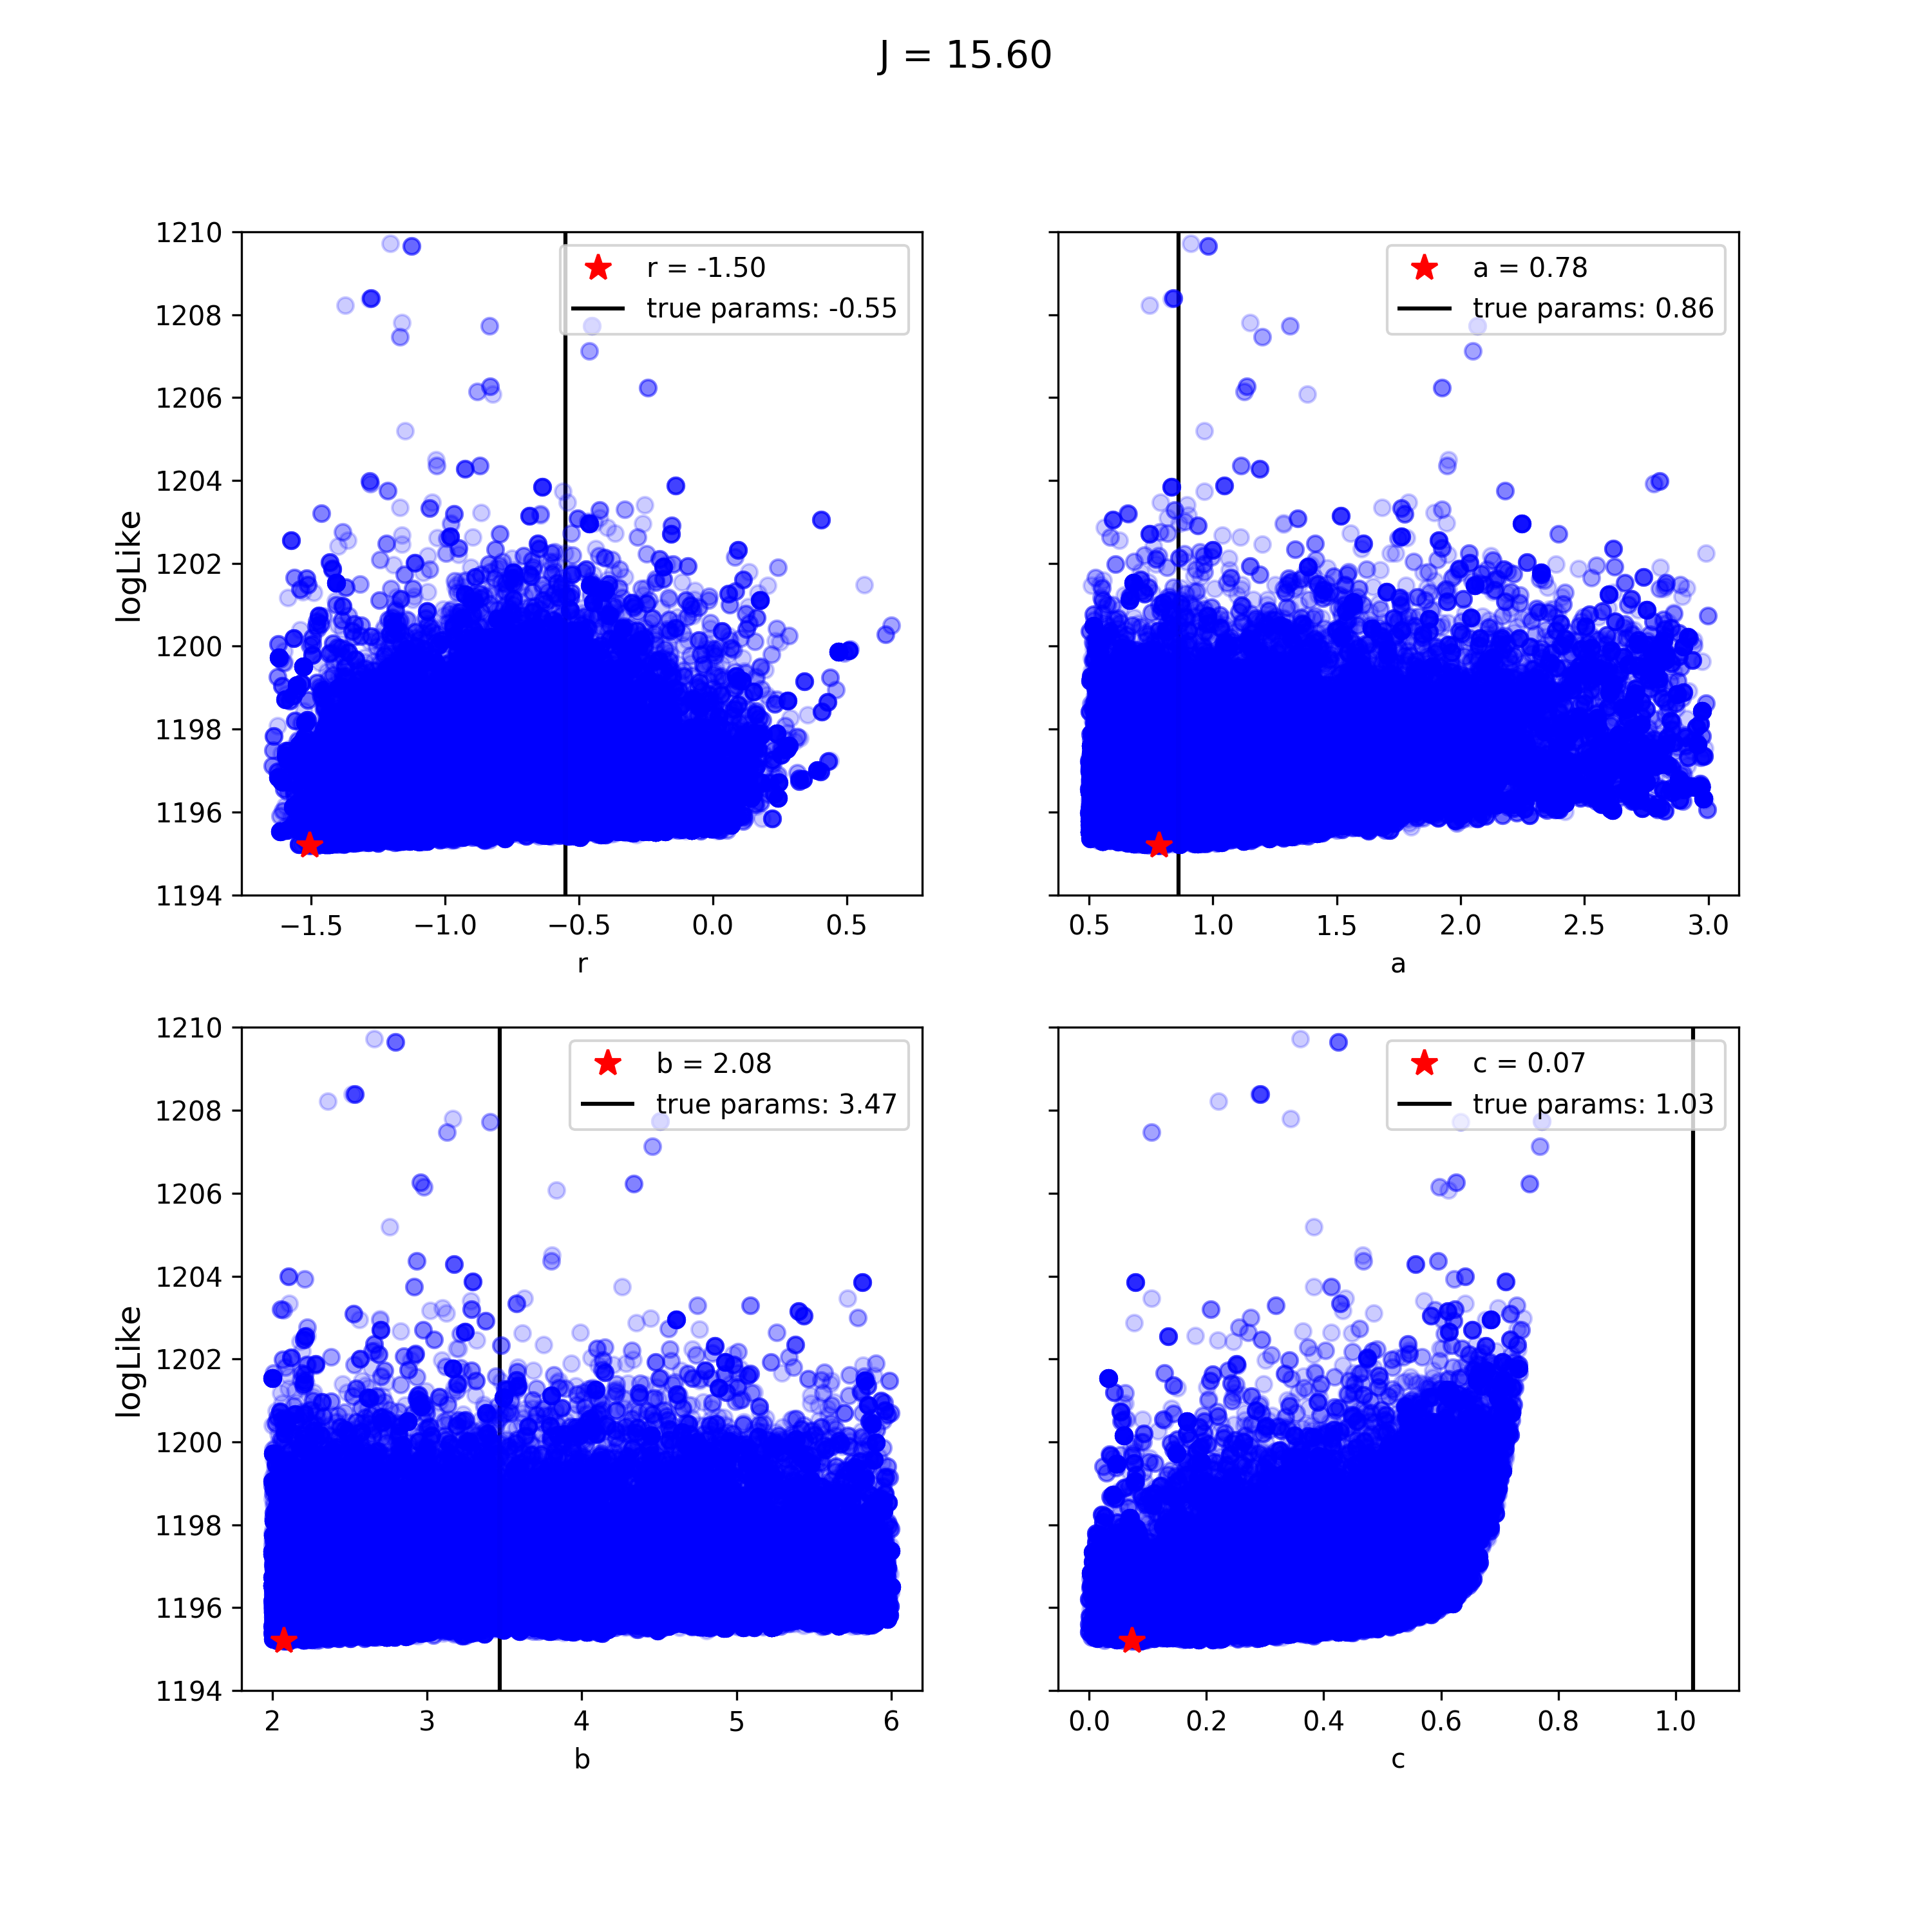 J = 15.60
1210
1208
1206
1204
1202
1200
1198
1196
1194
logLike
r = -1.50
true params: -0.55
−1.5 −1.0 −0.5 0.0 0.5
r
a = 0.78
true params: 0.86
0.5 1.0 1.5 2.0 2.5 3.0
a
1210
1208
1206
1204
1202
1200
1198
1196
1194
logLike
b = 2.08
true params: 3.47
2 3 4 5 6
b
c = 0.07
true params: 1.03
0.0 0.2 0.4 0.6 0.8 1.0
c